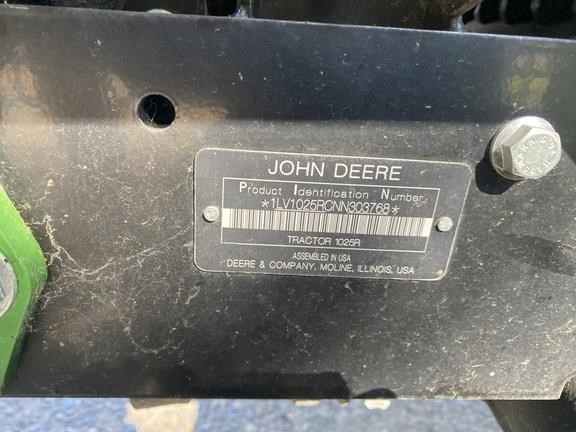 JOHN DEERE
Product Identification Number
*1LV1025RCNN303768*
TRACTOR 1025R
ASSEMBLED IN USA
DEERE & COMPANY, MOLINE, ILLINOIS, USA